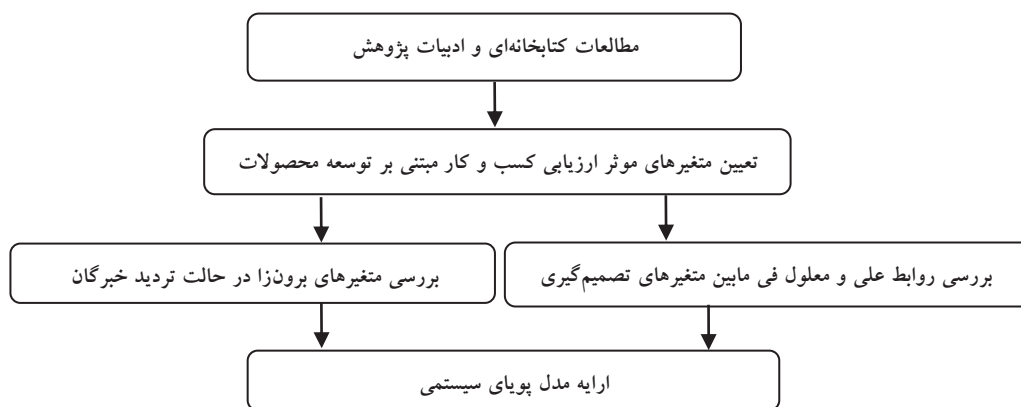 مطالعات کتابخانه‌ای و ادبیات پژوهش
تعیین متغیرهای موثر ارزیابی کسب و کار مبتنی بر توسعه محصولات
بررسی روابط علی و معلول فی مابین متغیرهای تصمیم‌گیری
بررسی متغیرهای برون‌زا در حالت تردید خبرگان
ارایه مدل پویای سیستمی